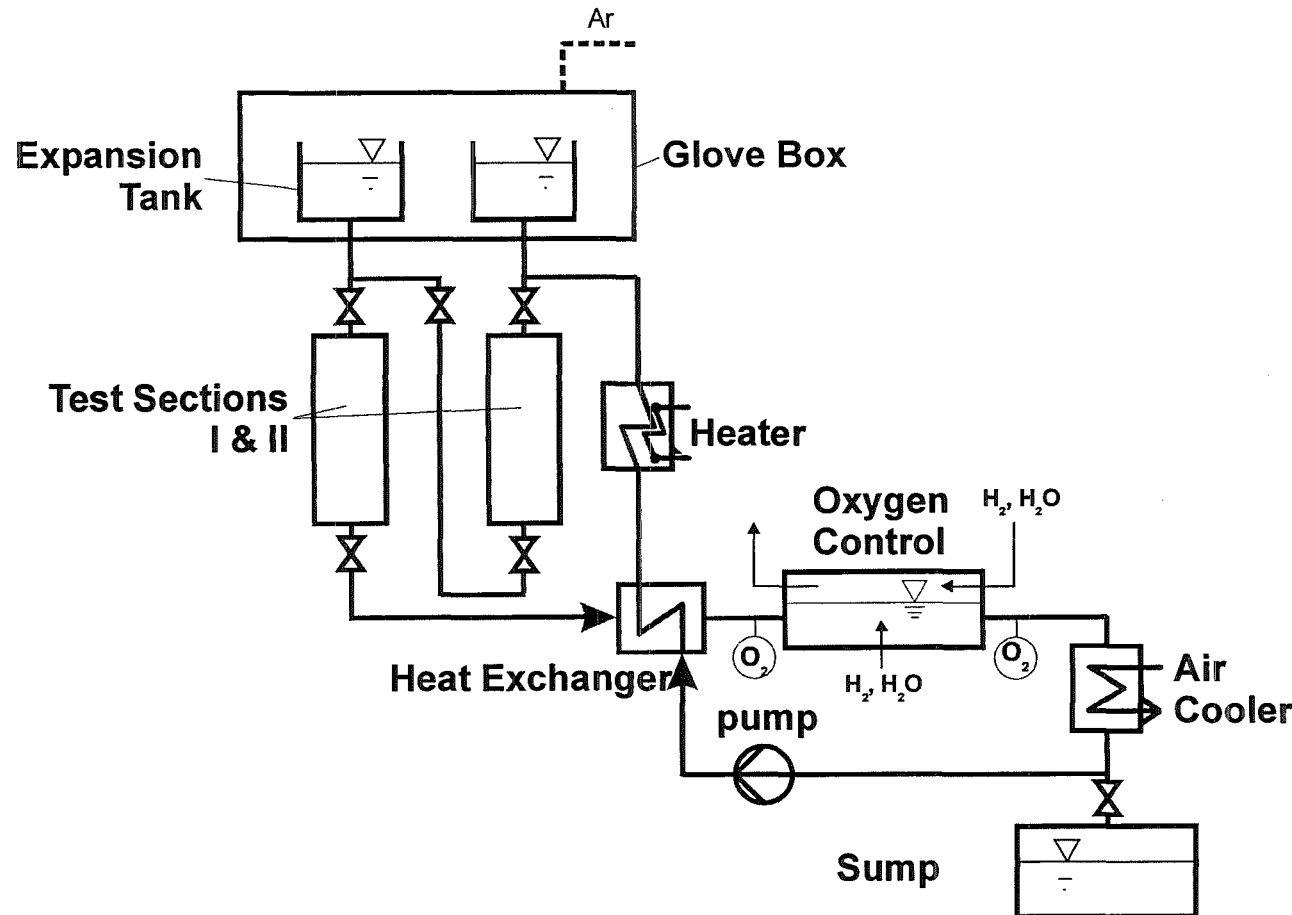 Ar
Expansion
Tank
Glove Box
Test Sections
I & II
Heater
Oxygen
Control
H₂, H₂O
O₂
H₂, H₂O
O₂
Heat Exchanger
Air
Cooler
pump
Sump